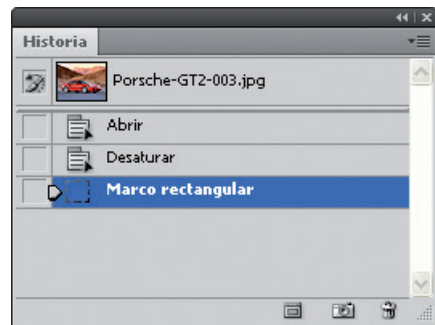 Historia
Porsche-GT2-003.jpg
Abrir
Desaturar
Marco rectangular